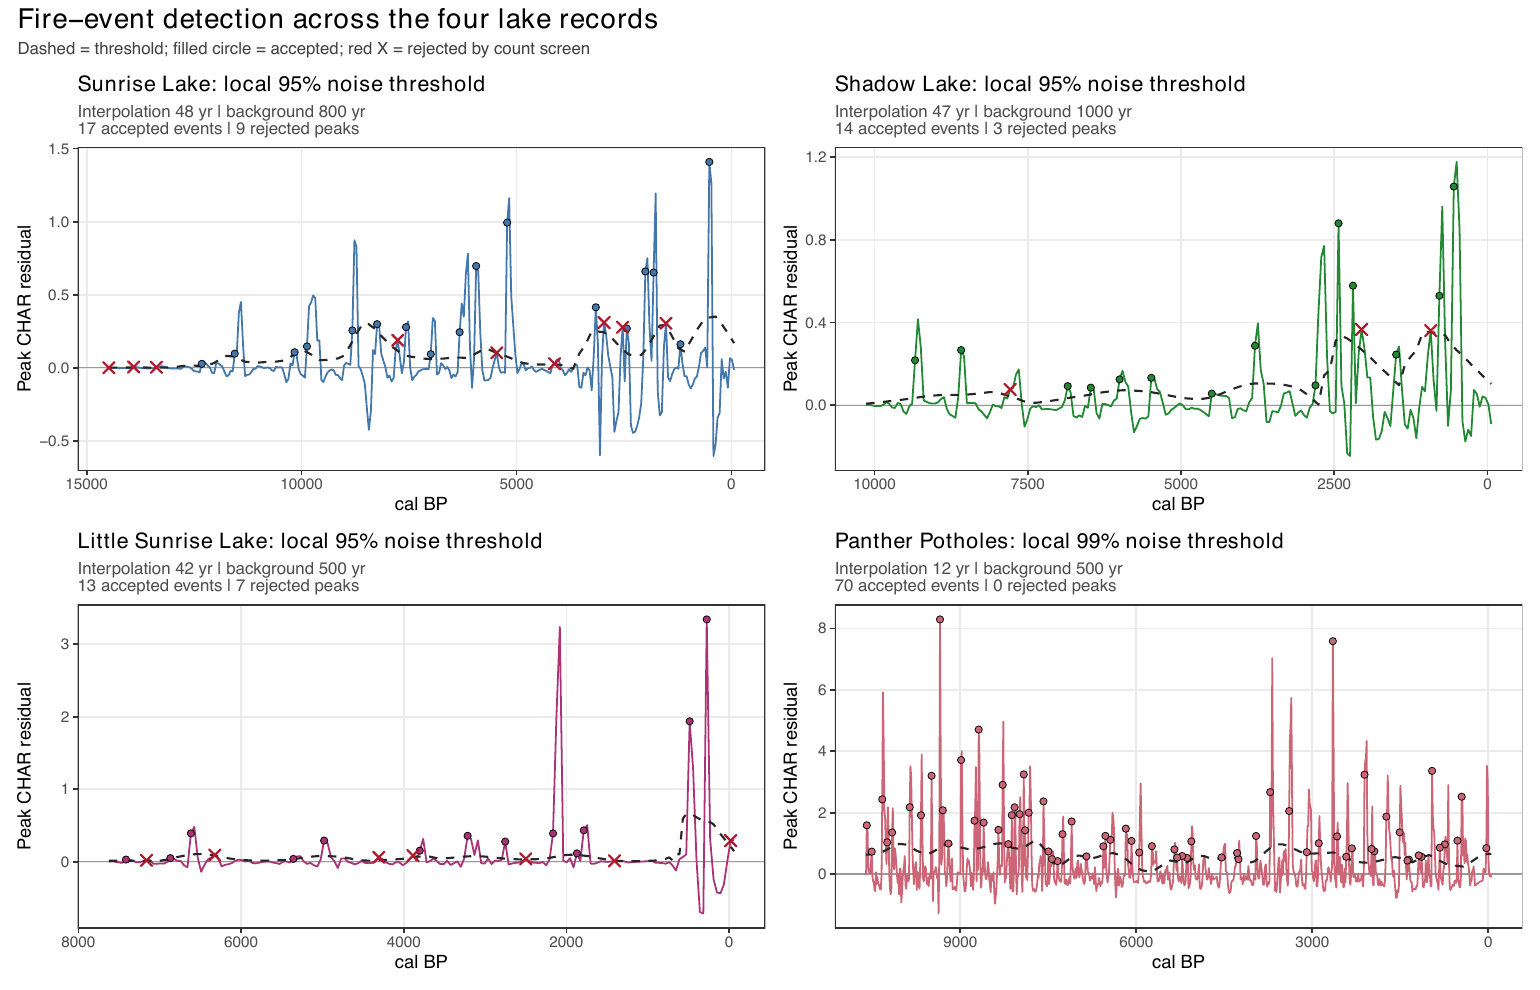 Fire−event detection across the four lake records
Dashed = threshold; filled circle = accepted; red X = rejected by count screen
Sunrise Lake: local 95% noise threshold
Interpolation 48 yr | background 800 yr
17 accepted events | 9 rejected peaks
Peak CHAR residual
1.5
1.0
0.5
0.0
−0.5
15000
10000
5000
0
cal BP
Shadow Lake: local 95% noise threshold
Interpolation 47 yr | background 1000 yr
14 accepted events | 3 rejected peaks
Peak CHAR residual
1.2
0.8
0.4
0.0
10000
7500
5000
2500
0
cal BP
Little Sunrise Lake: local 95% noise threshold
Interpolation 42 yr | background 500 yr
13 accepted events | 7 rejected peaks
Peak CHAR residual
3
2
1
0
8000
6000
4000
2000
0
cal BP
Panther Potholes: local 99% noise threshold
Interpolation 12 yr | background 500 yr
70 accepted events | 0 rejected peaks
Peak CHAR residual
8
6
4
2
0
9000
6000
3000
0
cal BP